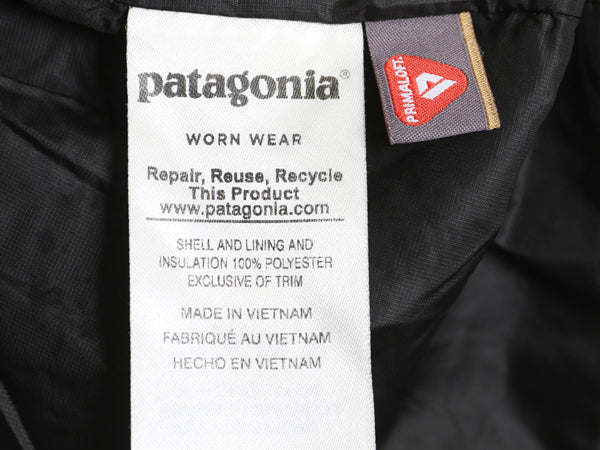 patagonia®
WORN WEAR
Repair, Reuse, Recycle
This Product
www.patagonia.com
SHELL AND LINING AND
INSULATION 100% POLYESTER
EXCLUSIVE OF TRIM
MADE IN VIETNAM
FABRIQUÉ AU VIETNAM
HECHO EN VIETNAM
PRIMALOFT.